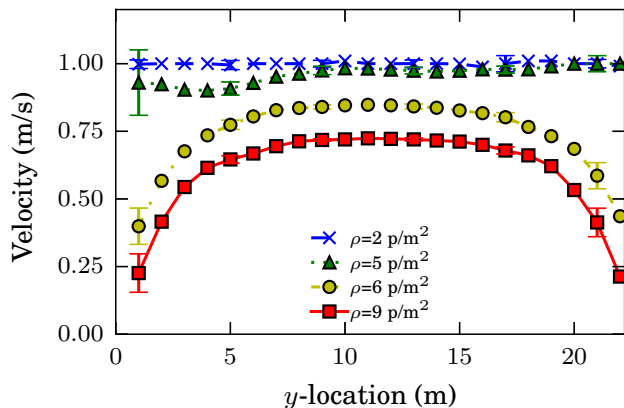 Velocity (m/s)
1.00
0.75
0.50
0.25
0.00
ρ=2 p/m²
ρ=5 p/m²
ρ=6 p/m²
ρ=9 p/m²
0 5 10 15 20
y-location (m)